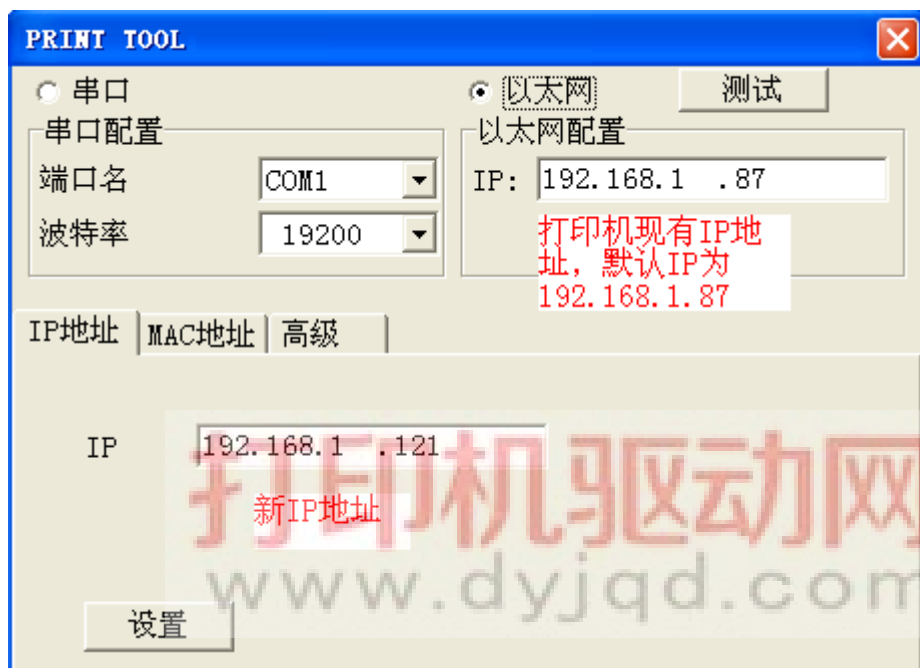 PRINT TOOL
串口
以太网
测试
串口配置
以太网配置
端口名
COM1
IP:
192.168.1 .87
波特率
19200
打印机现有IP地
址，默认IP为
192.168.1.87
IP地址
MAC地址
高级
IP
192.168.1 .121
打印机驱动网
新IP地址
www.dyjqd.com
设置